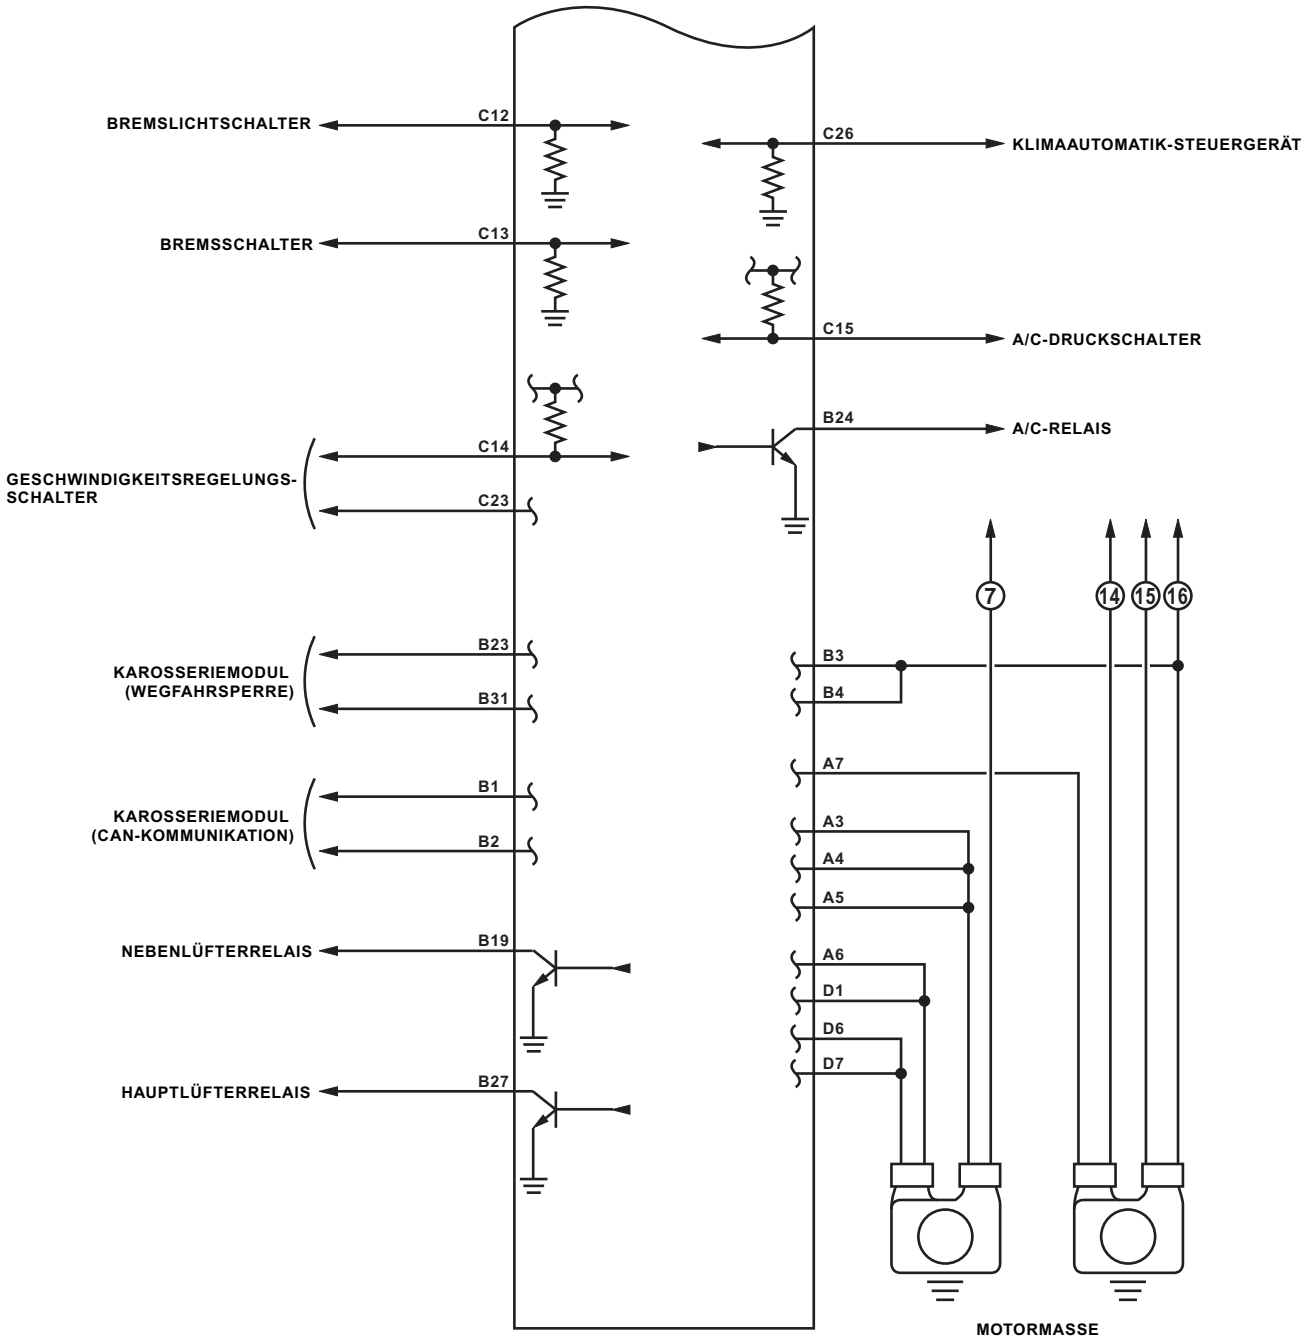 C12
BREMSLICHTSCHALTER
C26
KLIMAAUTOMATIK-STEUERGERÄT
C13
BREMSSCHALTER
C15
A/C-DRUCKSCHALTER
B24
A/C-RELAIS
C14
GESCHWINDIGKEITSREGELUNGS-
SCHALTER
C23
7
14
15
16
B23
KAROSSERIEMODUL
(WEGFAHRSPERRE)
B31
B3
B4
A7
B1
KAROSSERIEMODUL
(CAN-KOMMUNIKATION)
B2
A3
A4
A5
B19
NEBENLÜFTERRELAIS
A6
D1
D6
D7
B27
HAUPTLÜFTERRELAIS
MOTORMASSE